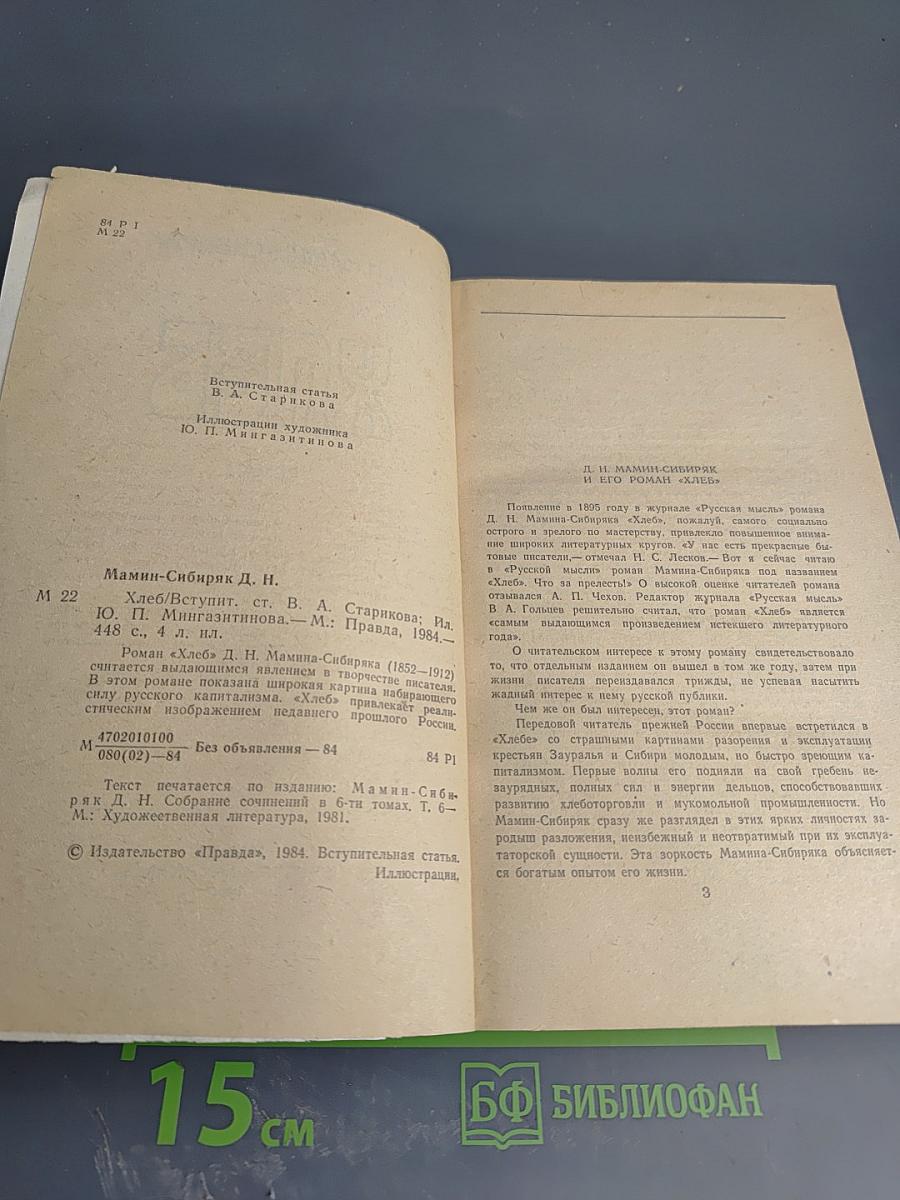 84 Р I
М 22
Вступительная статья
В. А. Старикова
Иллюстрации художника
Ю. П. Мингазитинова
Мамин-Сибиряк Д. Н.
М 22 Хлеб/Вступит. ст. В. А. Старикова; Ил.
Ю. П. Мингазитинова.— М.: Правда, 1984.—
448 с., 4 л. ил.
Роман «Хлеб» Д. Н. Мамина-Сибиряка (1852—1912)
считается выдающимся явлением в творчестве писателя.
В этом романе показана широкая картина набирающего
силу русского капитализма. «Хлеб» привлекает реали-
стическим изображением недавнего прошлого России.
М 4702010100
080(02)—84 Без объявления — 84 84 Р1
Текст печатается по изданию: Мамин-Сиби-
ряк Д. Н. Собрание сочинений в 6-ти томах. Т. 6—
М.: Художественная литература, 1981.
© Издательство «Правда», 1984. Вступительная статья.
Иллюстрации.
Д. Н. МАМИН-СИБИРЯК
И ЕГО РОМАН «ХЛЕБ»
Появление в 1895 году в журнале «Русская мысль» романа
Д. Н. Мамина-Сибиряка «Хлеб», пожалуй, самого социально
острого и зрелого по мастерству, привлекло повышенное внима-
ние широких литературных кругов. «У нас есть прекрасные бы-
товые писатели,— отмечал Н. С. Лесков.— Вот я сейчас читаю
в «Русской мысли» роман Мамина-Сибиряка под названием
«Хлеб». Что за прелесть!» О высокой оценке читателей романа
отзывался А. П. Чехов. Редактор журнала «Русская мысль»
В А. Гольцев решительно считал, что роман «Хлеб» является
«самым выдающимся произведением истекшего литературного
года».
О читательском интересе к этому роману свидетельствовало
то, что отдельным изданием он вышел в том же году, затем при
жизни писателя переиздавался трижды, не успевая насытить
жадный интерес к нему русской публики.
Чем же он был интересен, этот роман?
Передовой читатель прежней России впервые встретился в
«Хлебе» со страшными картинами разорения и эксплуатации
крестьян Зауралья и Сибири молодым, но быстро зреющим ка-
питализмом. Первые волны его подняли на свой гребень не-
заурядных, полных сил и энергии дельцов, способствовавших
развитию хлеботорговли и мукомольной промышленности. Но
Мамин-Сибиряк сразу же разглядел в этих ярких личностях за-
родыш разложения, неизбежный и неотвратимый при их эксплуа-
таторской сущности. Эта зоркость Мамина-Сибиряка объясняет-
ся богатым опытом его жизни.
3
15 см
БФ БИБЛИОФАН